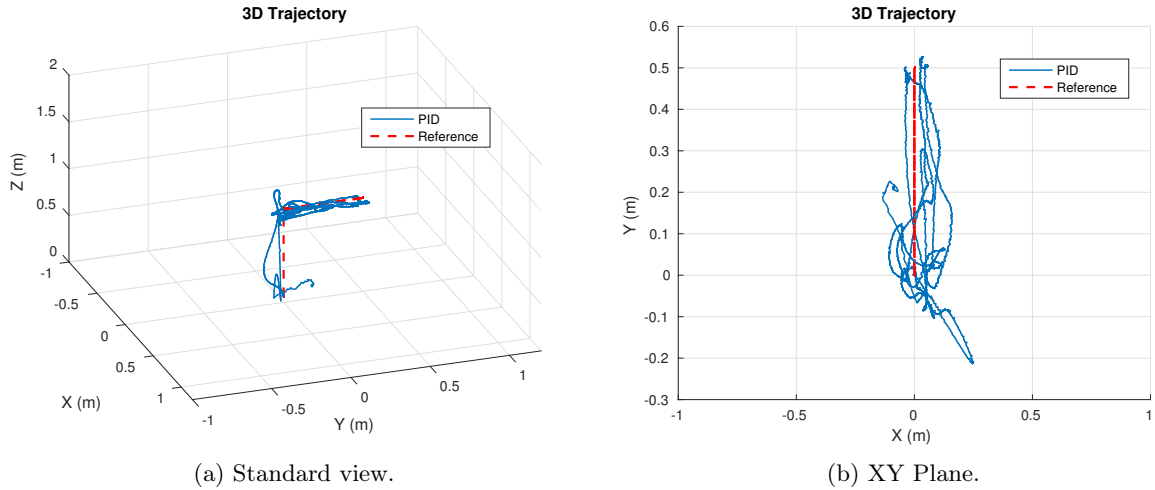 3D Trajectory
2
1.5
1
0.5
0
Z (m)
-1
-0.5
0
0.5
1
X (m)
-1
-0.5
0
0.5
1
Y (m)
PID
Reference
(a) Standard view.
3D Trajectory
0.6
0.5
0.4
0.3
0.2
0.1
0
-0.1
-0.2
-0.3
Y (m)
-1
-0.5
0
0.5
1
X (m)
PID
Reference
(b) XY Plane.